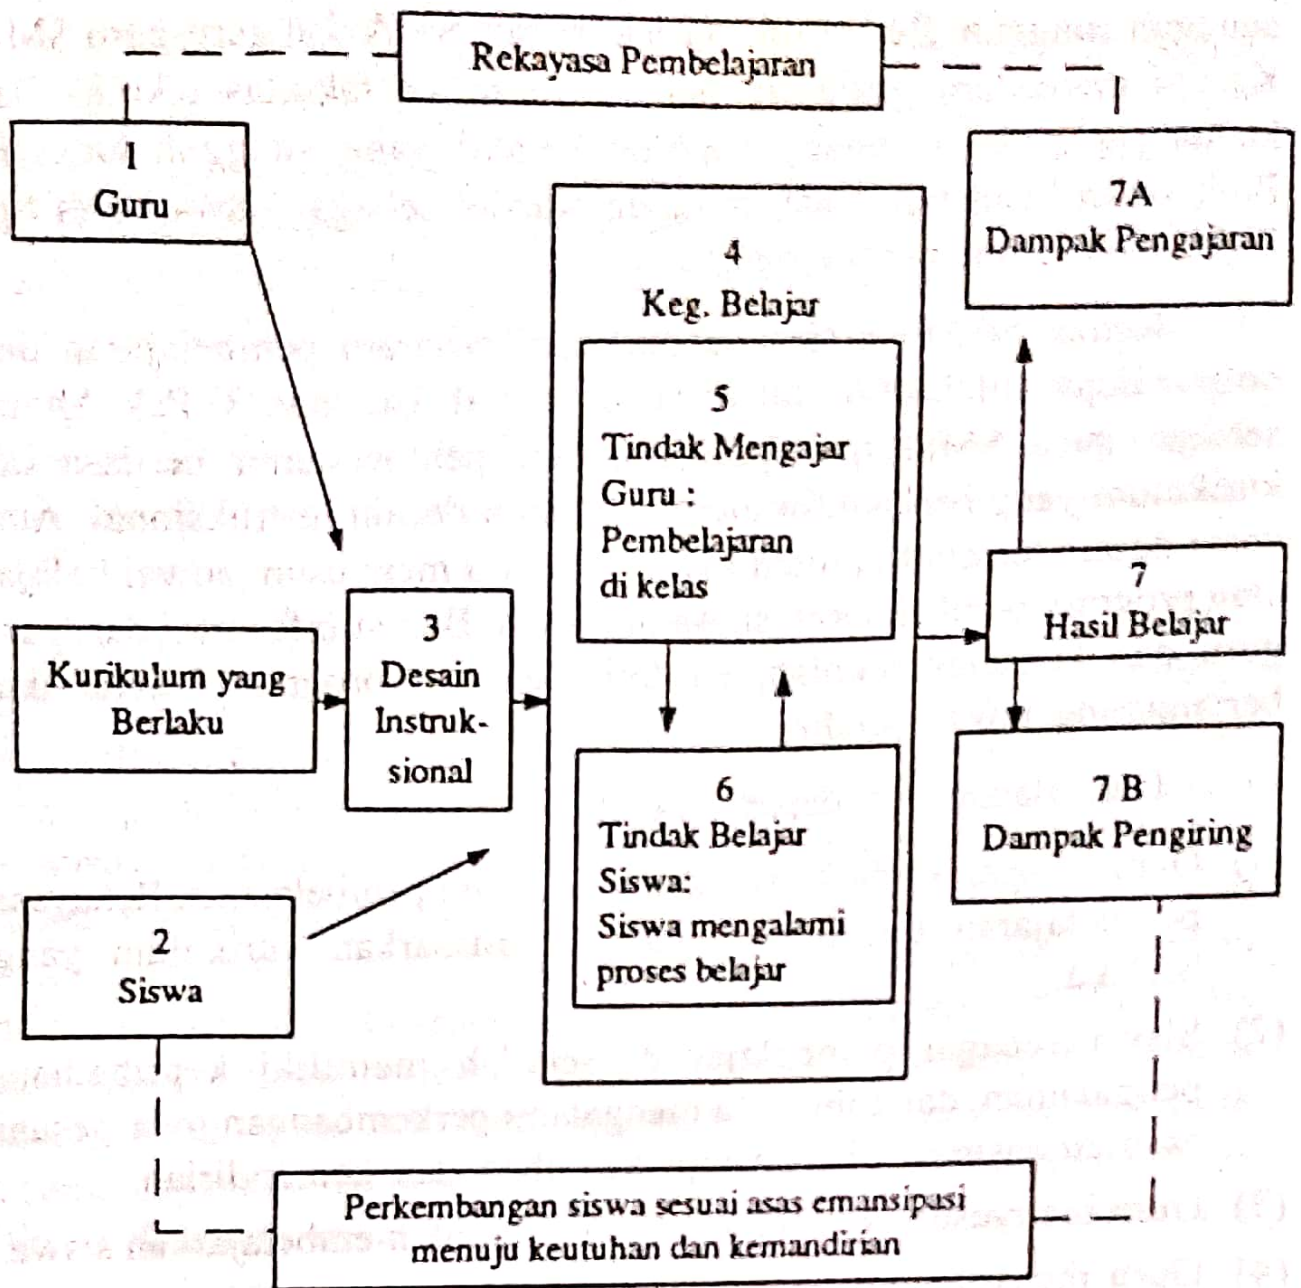 Rekayasa Pembelajaran
1
Guru
7A
Dampak Pengajaran
4
Keg. Belajar
5
Tindak Mengajar
Guru :
Pembelajaran
di kelas
7
Hasil Belajar
3
Desain
Instruk-
sional
Kurikulum yang
Berlaku
6
Tindak Belajar
Siswa:
Siswa mengalami
proses belajar
7 B
Dampak Pengiring
2
Siswa
Perkembangan siswa sesuai asas emansipasi
menuju keutuhan dan kemandirian